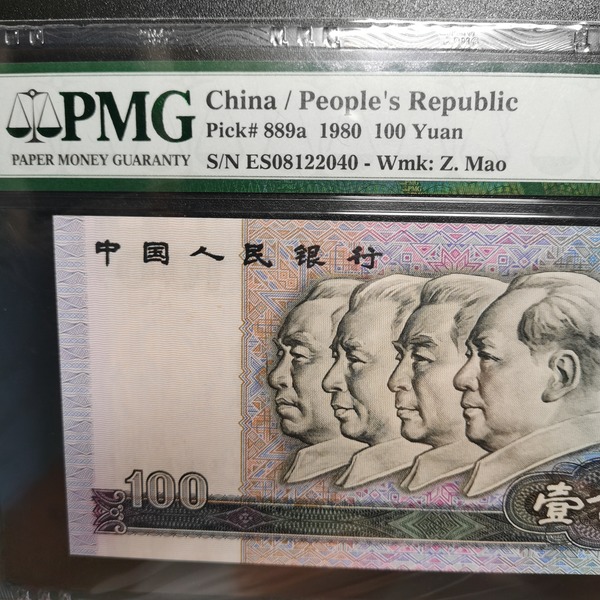 PMG
PAPER MONEY GUARANTY
China / People's Republic
Pick# 889a 1980 100 Yuan
S/N ES08122040 - Wmk: Z. Mao
中国人民银行
100
壹